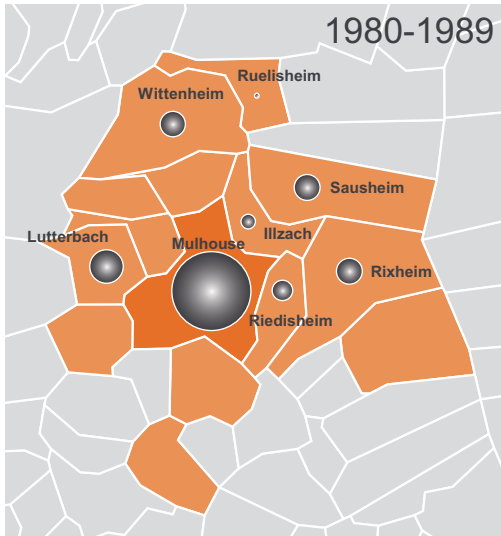 1980-1989
Ruelisheim
Wittenheim
Sausheim
Illzach
Lutterbach
Mulhouse
Rixheim
Riedisheim